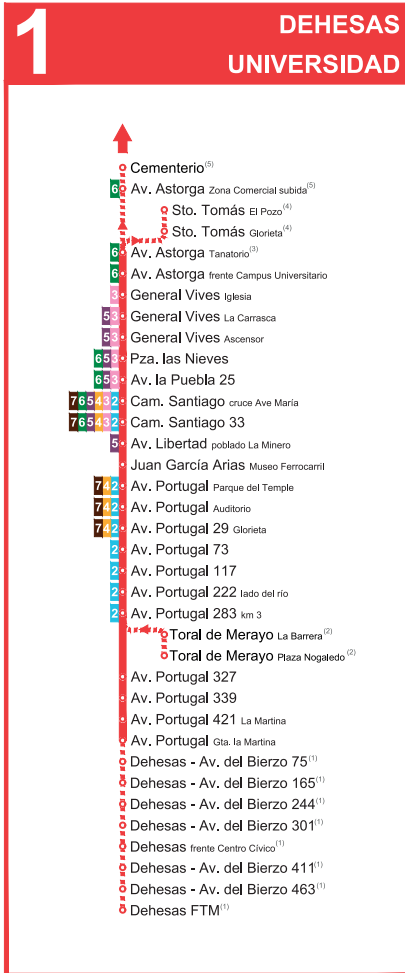 1
DEHESAS
UNIVERSIDAD
Cementerio(5)
6 Av. Astorga Zona Comercial subida(5)
Sto. Tomás El Pozo(4)
Sto. Tomás Glorieta(4)
6 Av. Astorga Tanatorio(3)
6 Av. Astorga frente Campus Universitario
3 General Vives Iglesia
5 3 General Vives La Carrasca
5 3 General Vives Ascensor
6 5 3 Pza. las Nieves
6 5 3 Av. la Puebla 25
7 6 5 4 3 2 Cam. Santiago cruce Ave María
7 6 5 4 3 2 Cam. Santiago 33
5 Av. Libertad poblado La Minero
Juan García Arias Museo Ferrocarril
7 4 2 Av. Portugal Parque del Temple
7 4 2 Av. Portugal Auditorio
7 4 2 Av. Portugal 29 Glorieta
2 Av. Portugal 73
2 Av. Portugal 117
2 Av. Portugal 222 lado del río
2 Av. Portugal 283 km 3
Toral de Merayo La Barrera(2)
Toral de Merayo Plaza Nogaledo(2)
Av. Portugal 327
Av. Portugal 339
Av. Portugal 421 La Martina
Av. Portugal Gta. la Martina
Dehesas - Av. del Bierzo 75(1)
Dehesas - Av. del Bierzo 165(1)
Dehesas - Av. del Bierzo 244(1)
Dehesas - Av. del Bierzo 301(1)
Dehesas frente Centro Cívico(1)
Dehesas - Av. del Bierzo 411(1)
Dehesas - Av. del Bierzo 463(1)
Dehesas FTM(1)